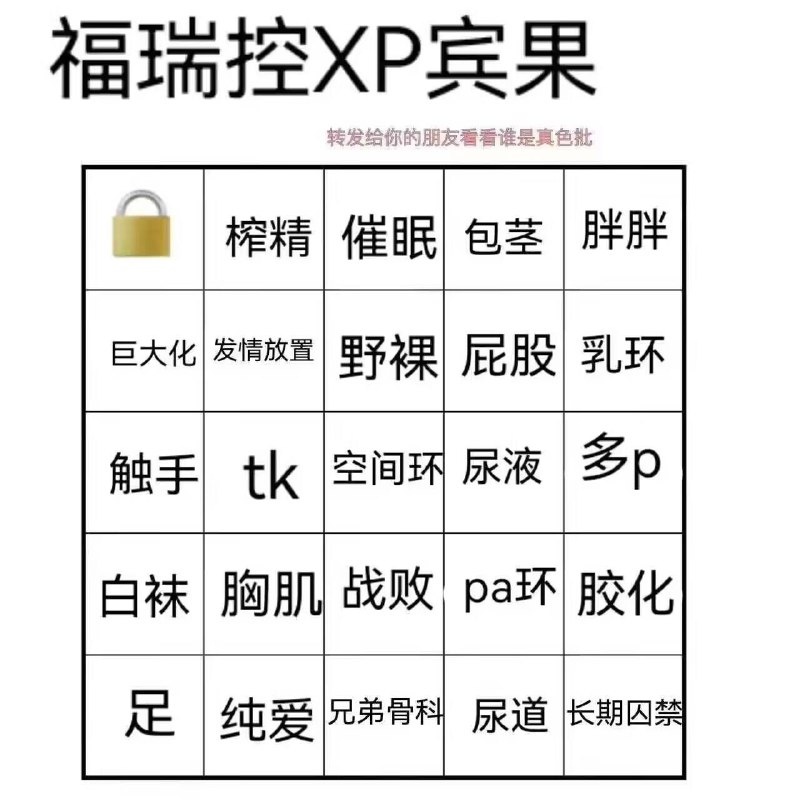 福瑞控XP宾果
转发给你的朋友看看谁是真色批
榨精 催眠 包茎 胖胖
巨大化 发情放置 野裸 屁股 乳环
触手 tk 空间环 尿液 多p
白袜 胸肌 战败 pa环 胶化
足 纯爱 兄弟骨科 尿道 长期囚禁